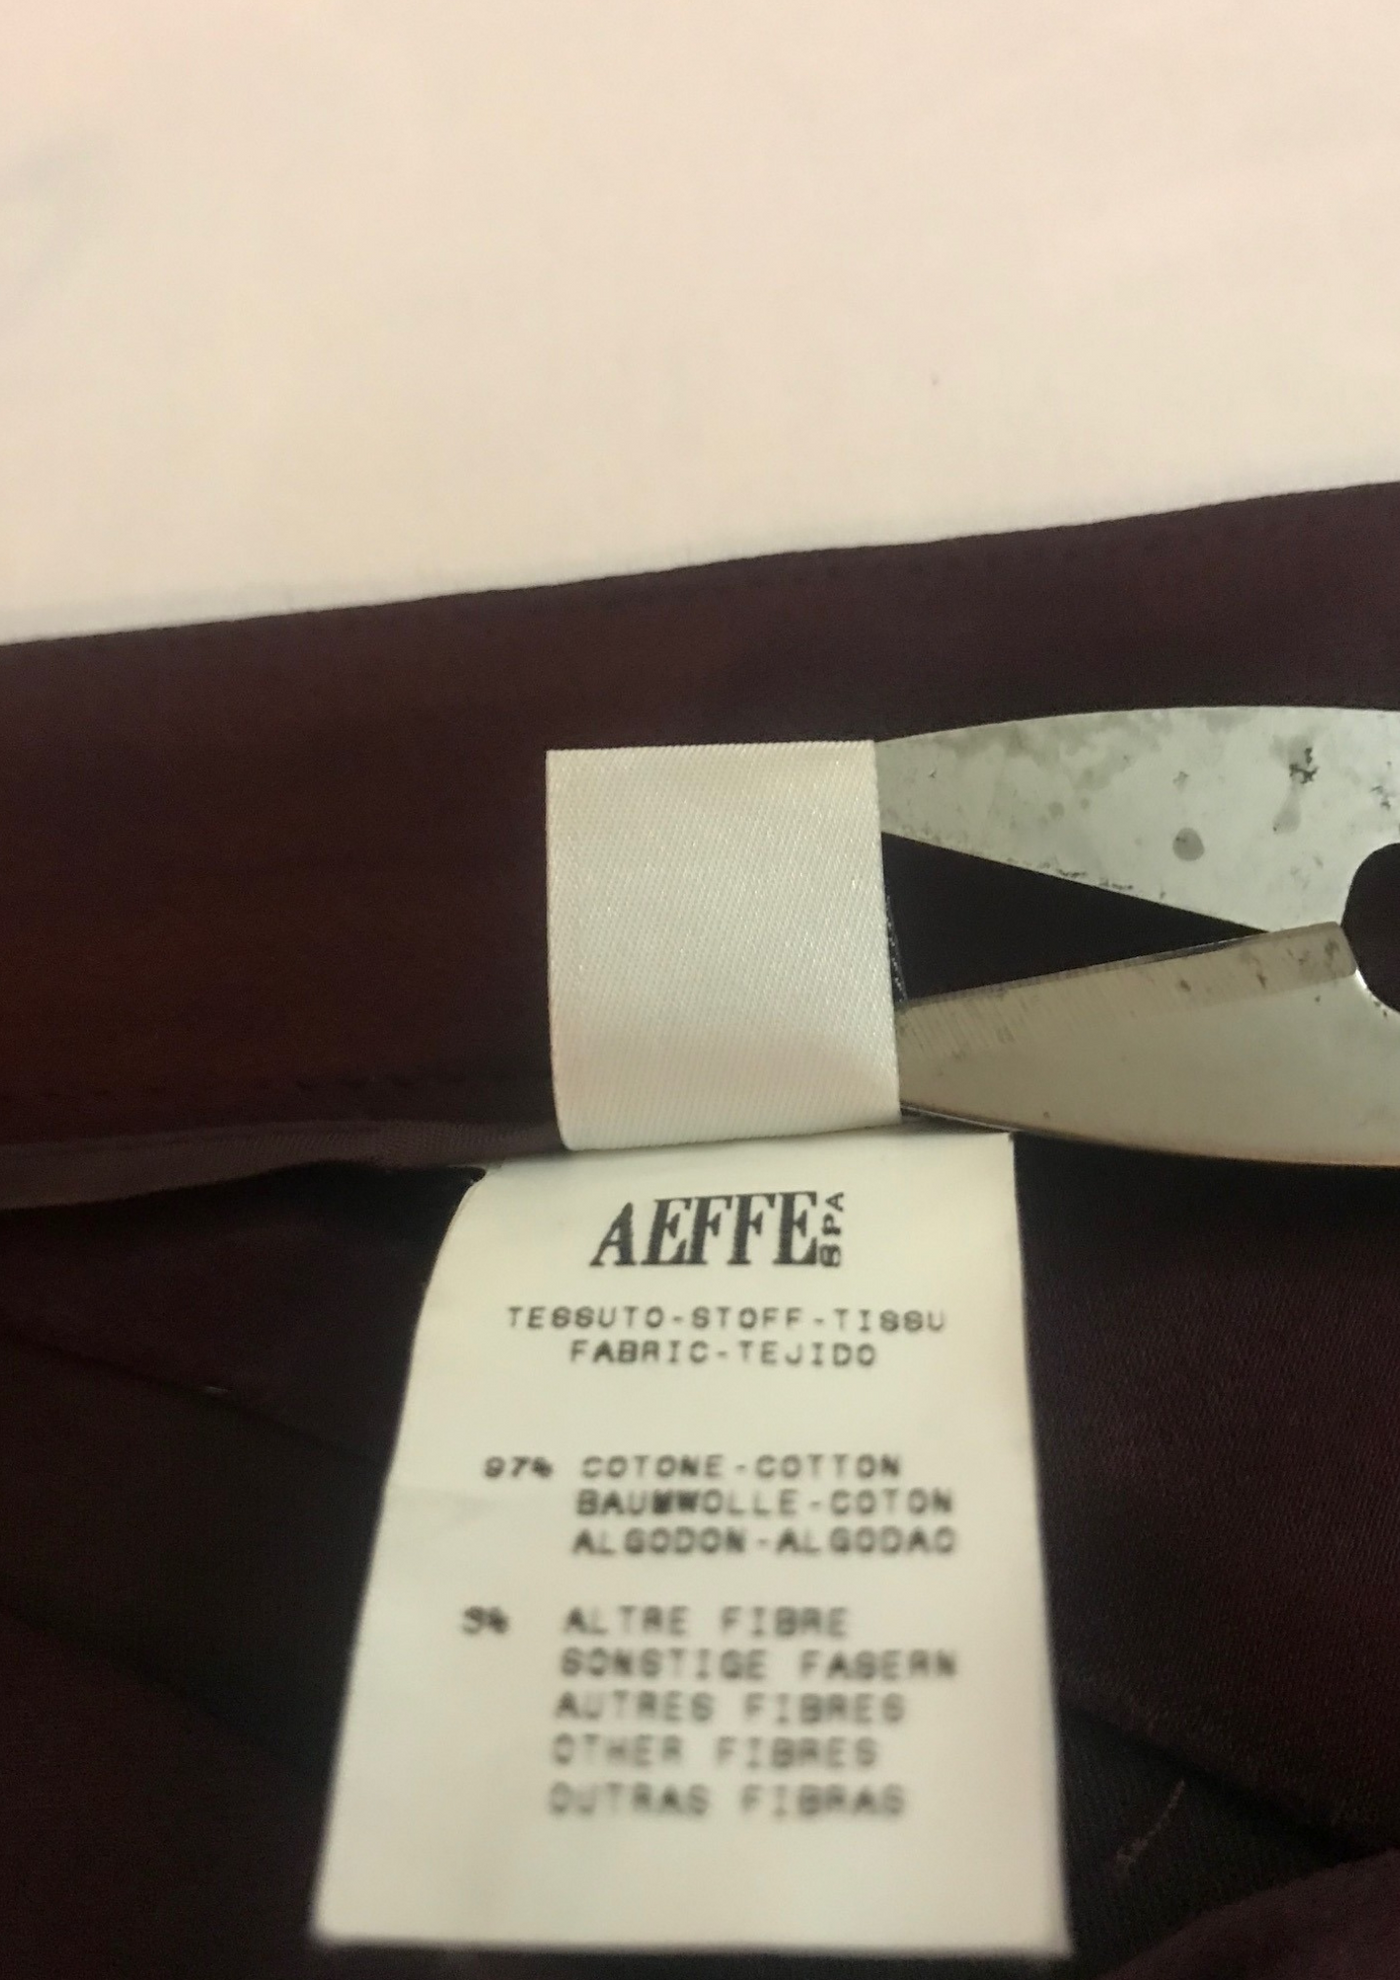 AEFFE SPA
TESSUTO-STOFF-TISSU
FABRIC-TEJIDO
97% COTONE-COTTON
BAUMWOLLE-COTON
ALGODON-ALGODAO
3% ALTRE FIBRE
SONSTIGE FASERN
AUTRES FIBRES
OTHER FIBRES
OUTRAS FIBRAS